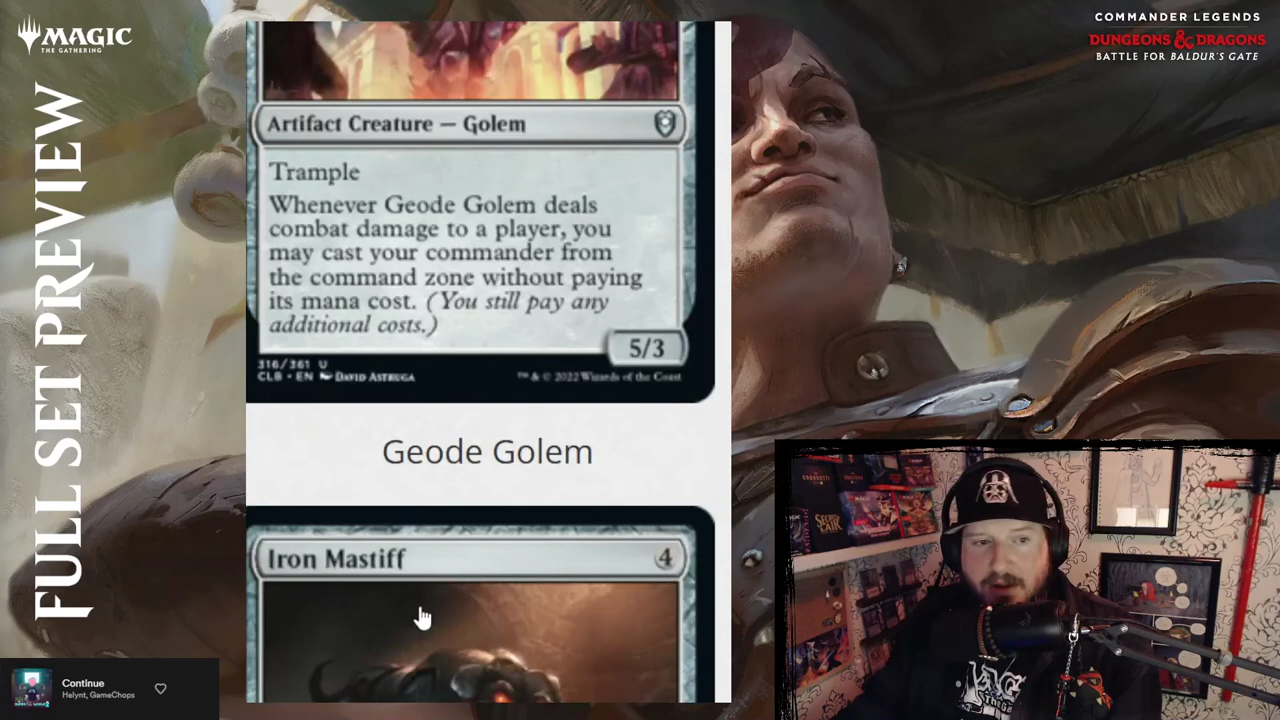 MAGIC
THE GATHERING
FULL SET PREVIEW
COMMANDER LEGENDS
DUNGEONS & DRAGONS
BATTLE FOR BALDUR'S GATE
Artifact Creature — Golem
Trample
Whenever Geode Golem deals
combat damage to a player, you
may cast your commander from
the command zone without paying
its mana cost. (You still pay any
additional costs.)
5/3
316/361 U
CLB • EN DAVID ASTRUGA
™ & © 2022 Wizards of the Coast
Geode Golem
Iron Mastiff
4
SECRET
LAIR
Continue
Helynt, GameChops